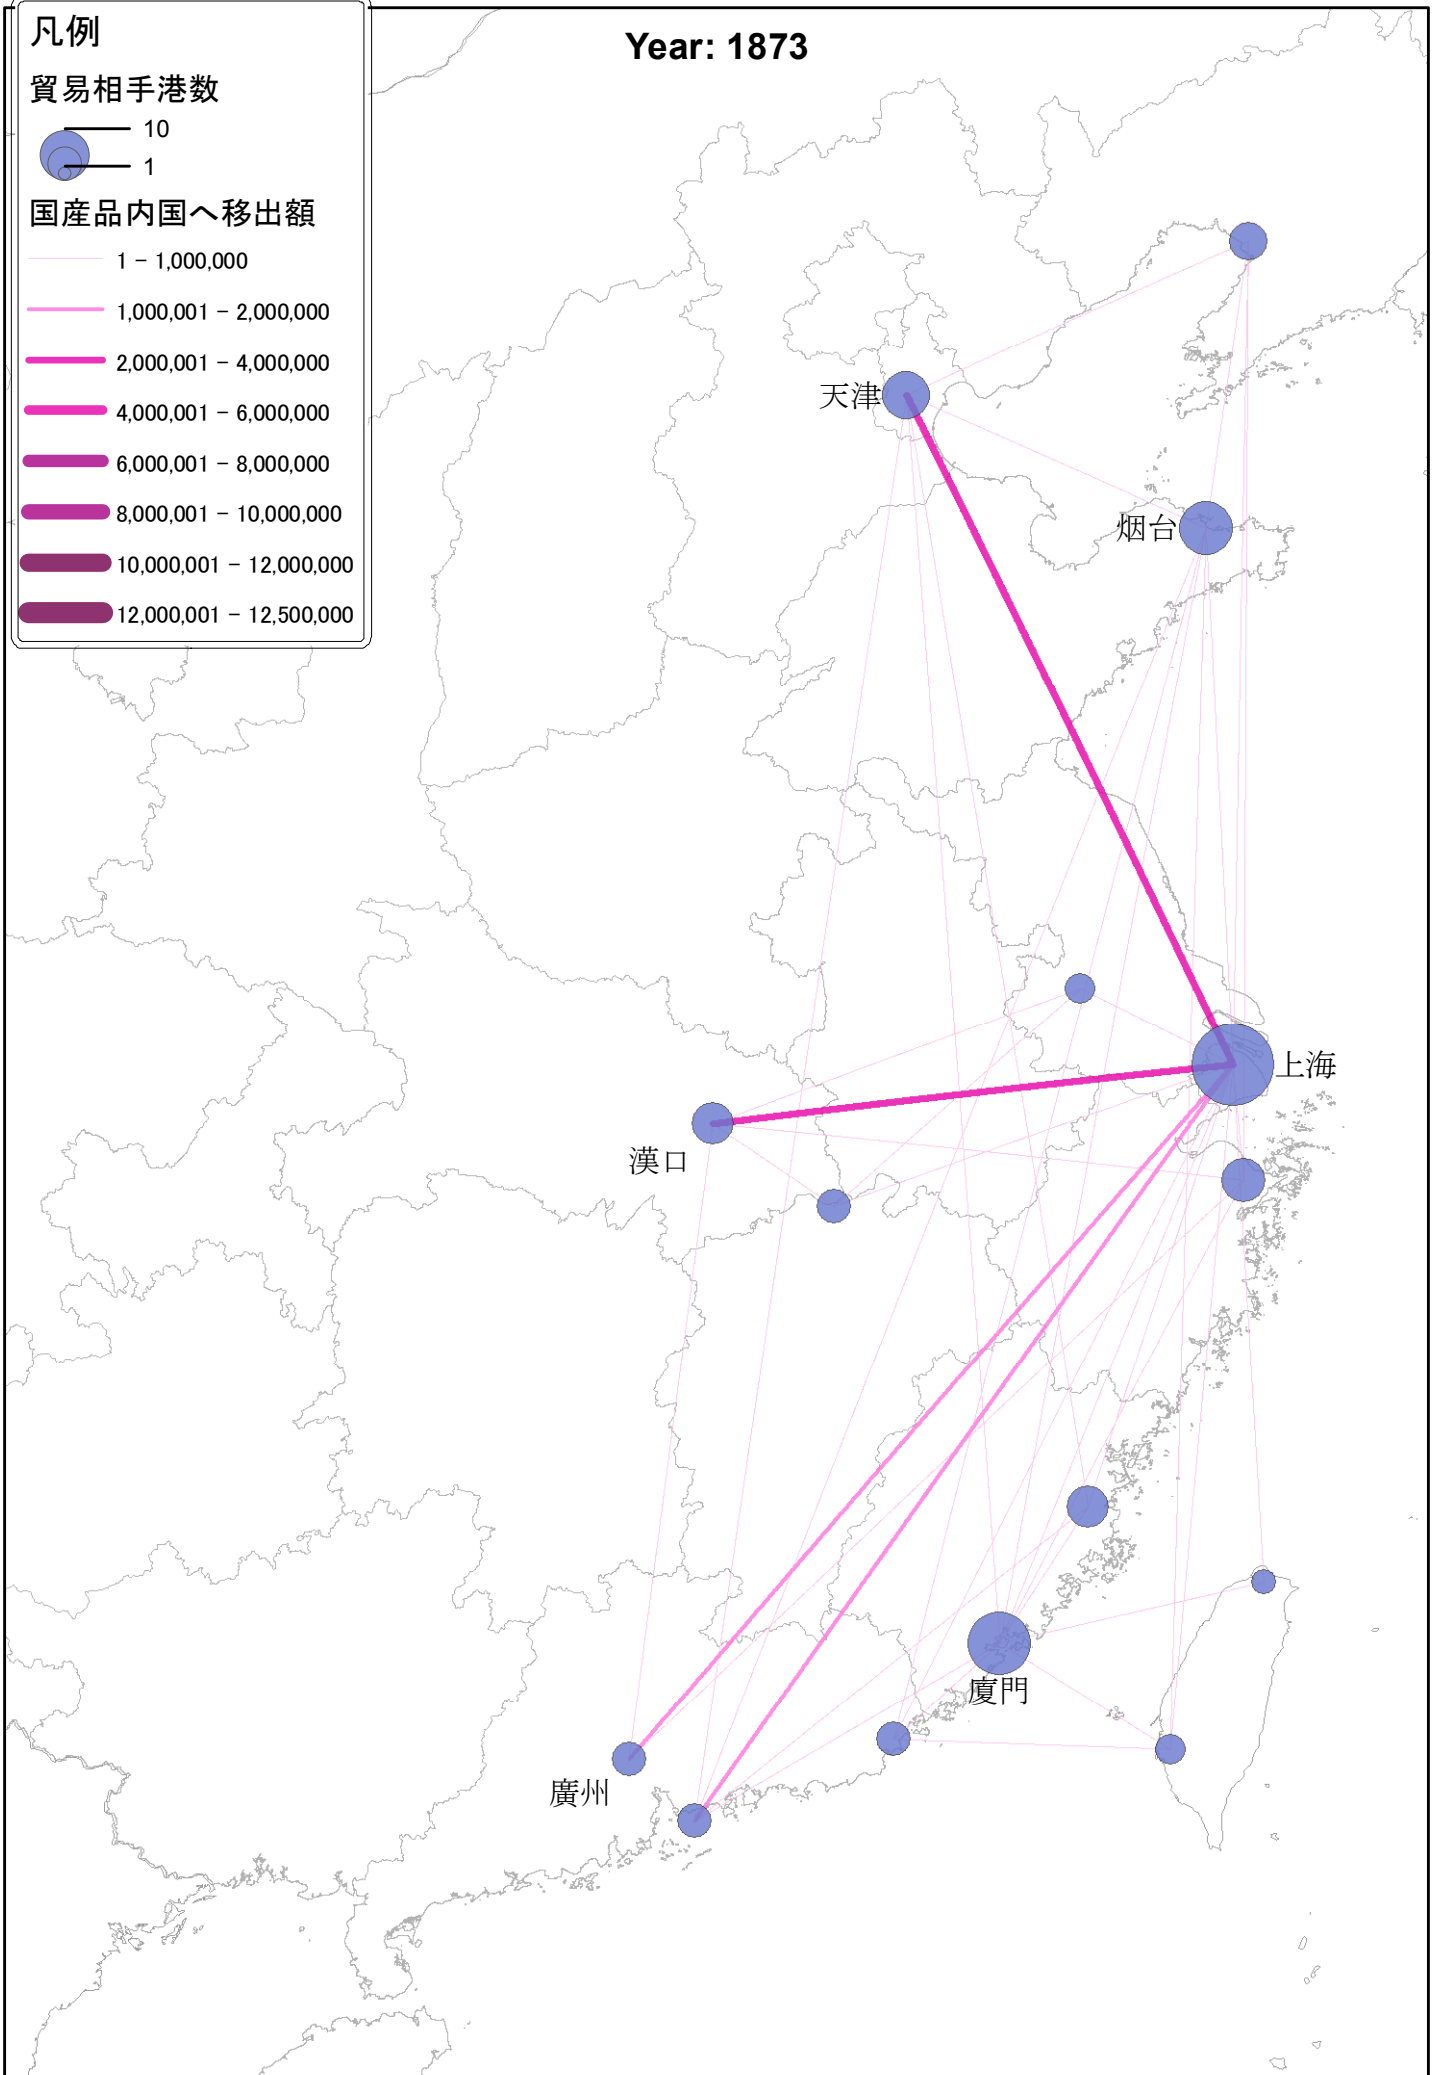 凡例
Year: 1873
貿易相手港数
10
1
国産品内国へ移出額
1 - 1,000,000
1,000,001 - 2,000,000
2,000,001 - 4,000,000
4,000,001 - 6,000,000
6,000,001 - 8,000,000
8,000,001 - 10,000,000
10,000,001 - 12,000,000
12,000,001 - 12,500,000
天津
烟台
上海
漢口
廈門
廣州